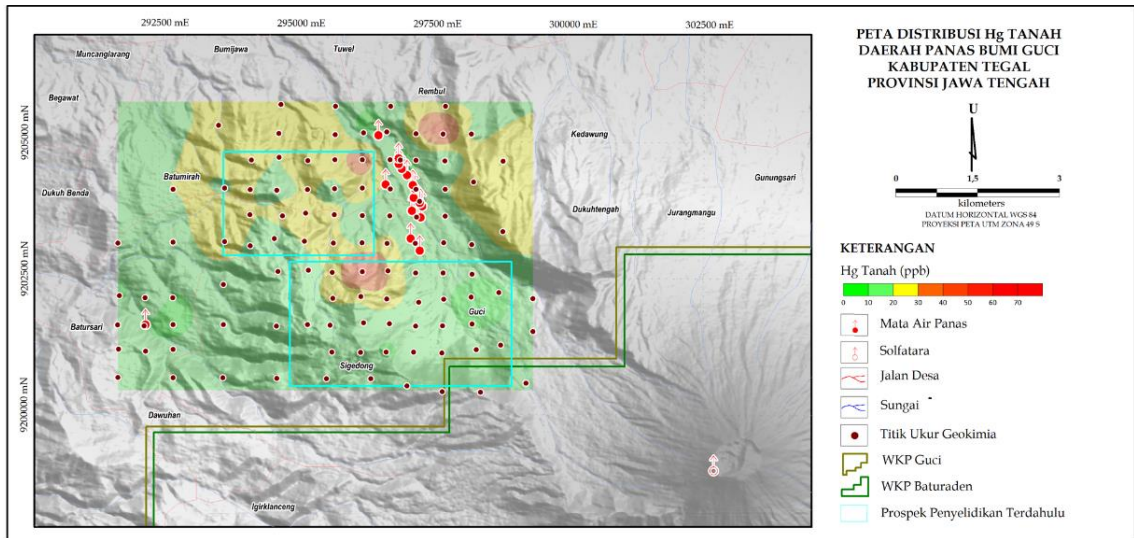 292500 mE 295000 mE 297500 mE 300000 mE 302500 mE
Muncanglarang Bumijawa Tuwel
Begawat Rembul
9205000 mN
Kedawung
Batumirah Gunungsari
Dukuh Benda
Dukuhtengah Jurangmangu
9202500 mN
Guci
Batursari
Sigedong
9200000 mN
Dawuhan
Igirklanceng
PETA DISTRIBUSI Hg TANAH
DAERAH PANAS BUMI GUCI
KABUPATEN TEGAL
PROVINSI JAWA TENGAH
U
0 1,5 3
kilometers
DATUM HORIZONTAL WGS 84
PROYEKSI PETA UTM ZONA 49 S
KETERANGAN
Hg Tanah (ppb)
0 10 20 30 40 50 60 70
Mata Air Panas
Solfatara
Jalan Desa
Sungai
Titik Ukur Geokimia
WKP Guci
WKP Baturaden
Prospek Penyelidikan Terdahulu